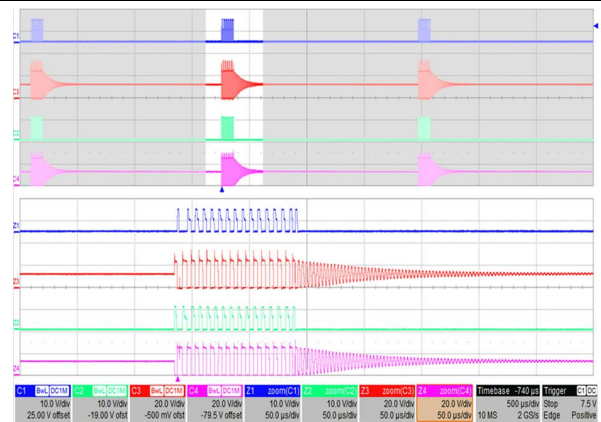 C1
C3
C2
C4
Z1
Z3
Z2
Z4
C1 BwL DC1M C2 BwL DC1M C3 BwL DC1M C4 BwL DC1M Z1 zoom(C1) Z2 zoom(C2) Z3 zoom(C3) Z4 zoom(C4) Timebase -740 µs Trigger C1 DC
10.0 V/div 10.0 V/div 20.0 V/div 20.0 V/div 10.0 V/div 10.0 V/div 20.0 V/div 20.0 V/div 500 µs/div Stop 7.5 V
25.00 V offset -19.00 V ofst -500 mV ofst -79.5 V offset 50.0 µs/div 50.0 µs/div 50.0 µs/div 50.0 µs/div 10 MS 2 GS/s Edge Positive